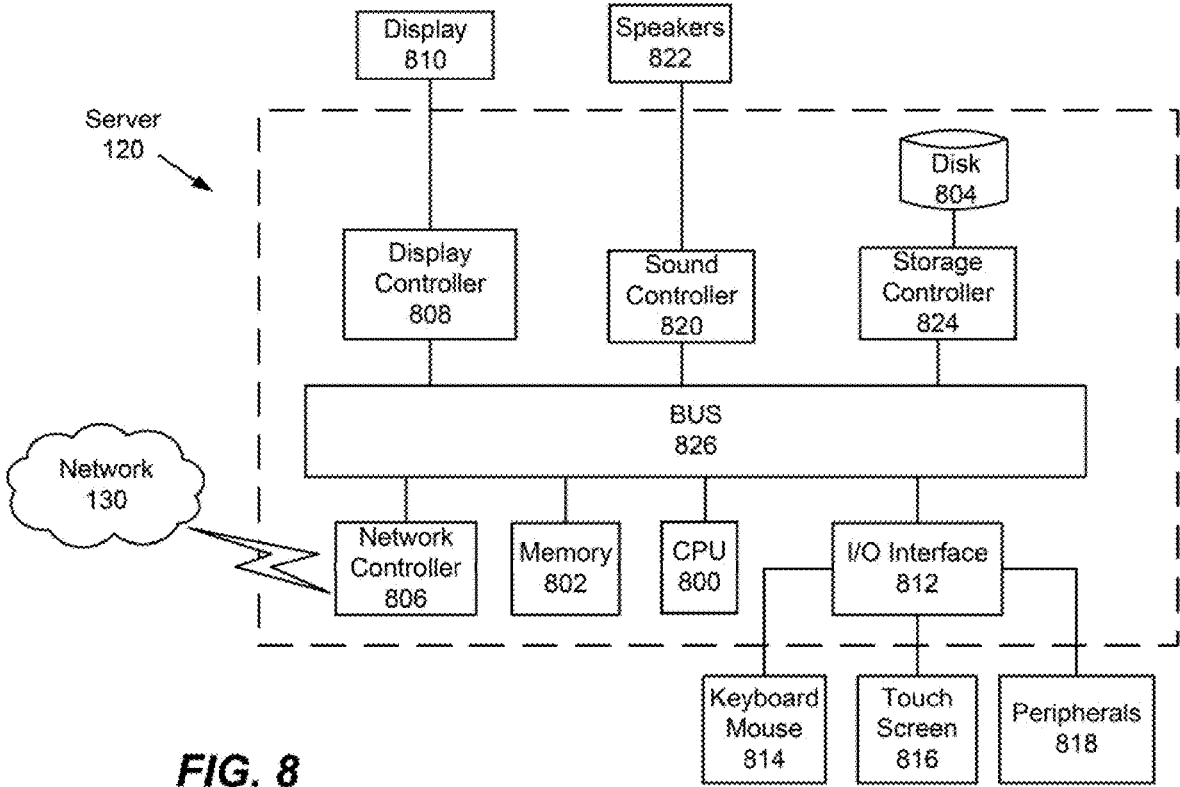 Display
810
Speakers
822
Server
120
Disk
804
Display
Controller
808
Sound
Controller
820
Storage
Controller
824
BUS
826
Network
130
Network
Controller
806
Memory
802
CPU
800
I/O Interface
812
Keyboard
Mouse
814
Touch
Screen
816
Peripherals
818
FIG. 8